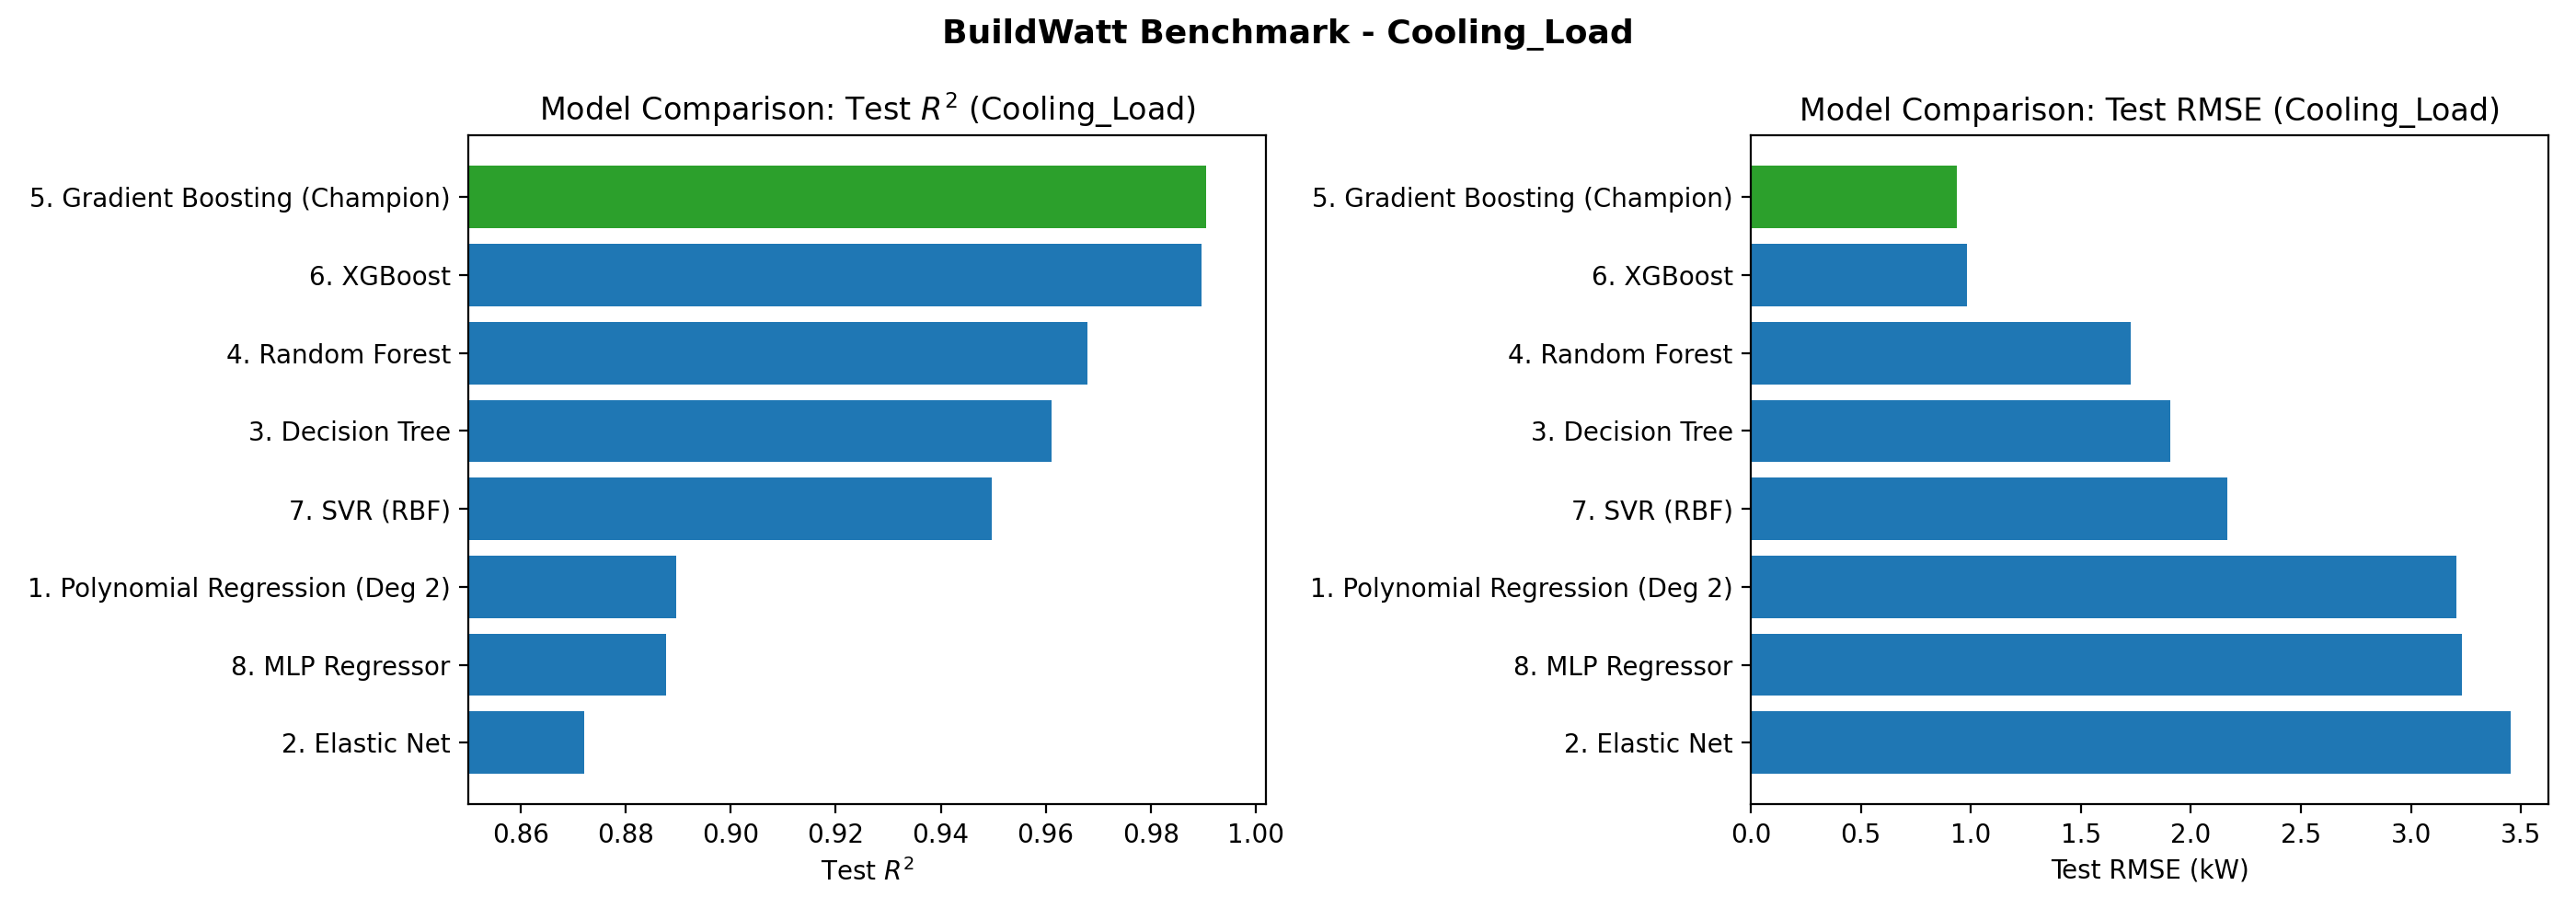 BuildWatt Benchmark - Cooling_Load
Model Comparison: Test R² (Cooling_Load)
5. Gradient Boosting (Champion)
6. XGBoost
4. Random Forest
3. Decision Tree
7. SVR (RBF)
1. Polynomial Regression (Deg 2)
8. MLP Regressor
2. Elastic Net
0.86 0.88 0.90 0.92 0.94 0.96 0.98 1.00
Test R²
Model Comparison: Test RMSE (Cooling_Load)
5. Gradient Boosting (Champion)
6. XGBoost
4. Random Forest
3. Decision Tree
7. SVR (RBF)
1. Polynomial Regression (Deg 2)
8. MLP Regressor
2. Elastic Net
0.0 0.5 1.0 1.5 2.0 2.5 3.0 3.5
Test RMSE (kW)